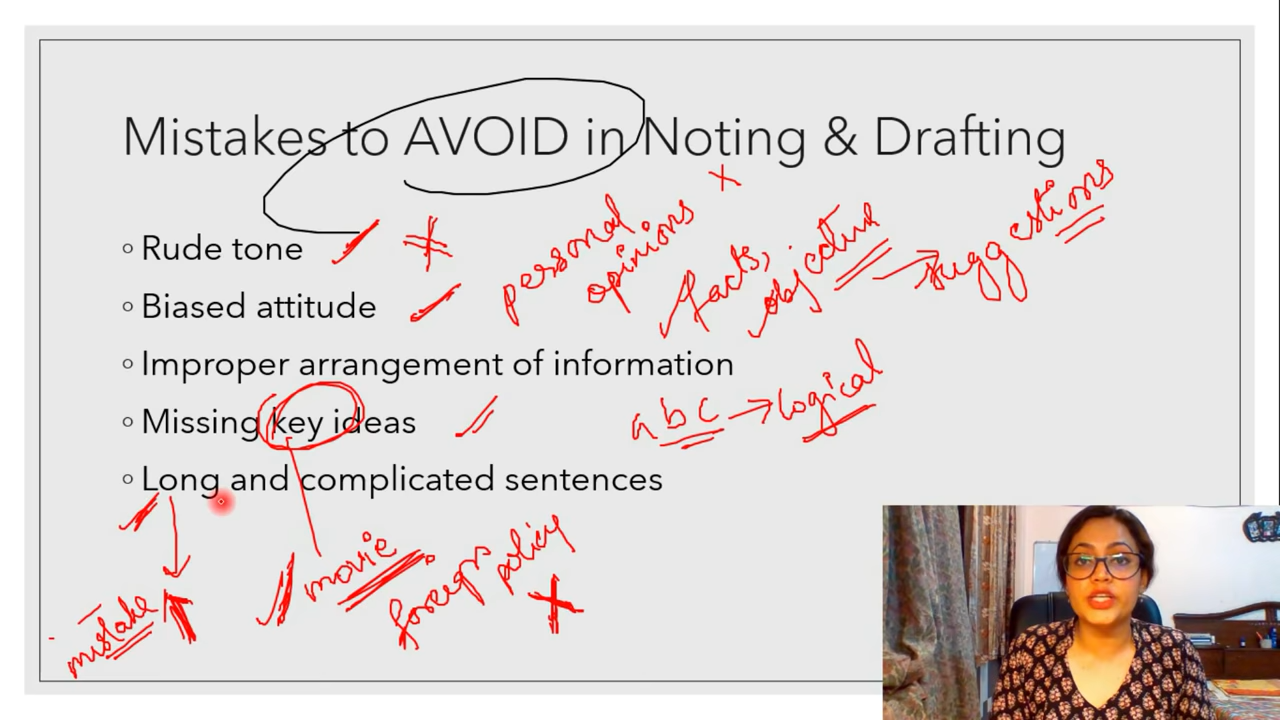 Mistakes to AVOID in Noting & Drafting
Rude tone
Biased attitude
Improper arrangement of information
Missing key ideas
Long and complicated sentences
personal
opinions
facts,
objective
suggestions
a b c → logical
movie
foreign
policy
mistake